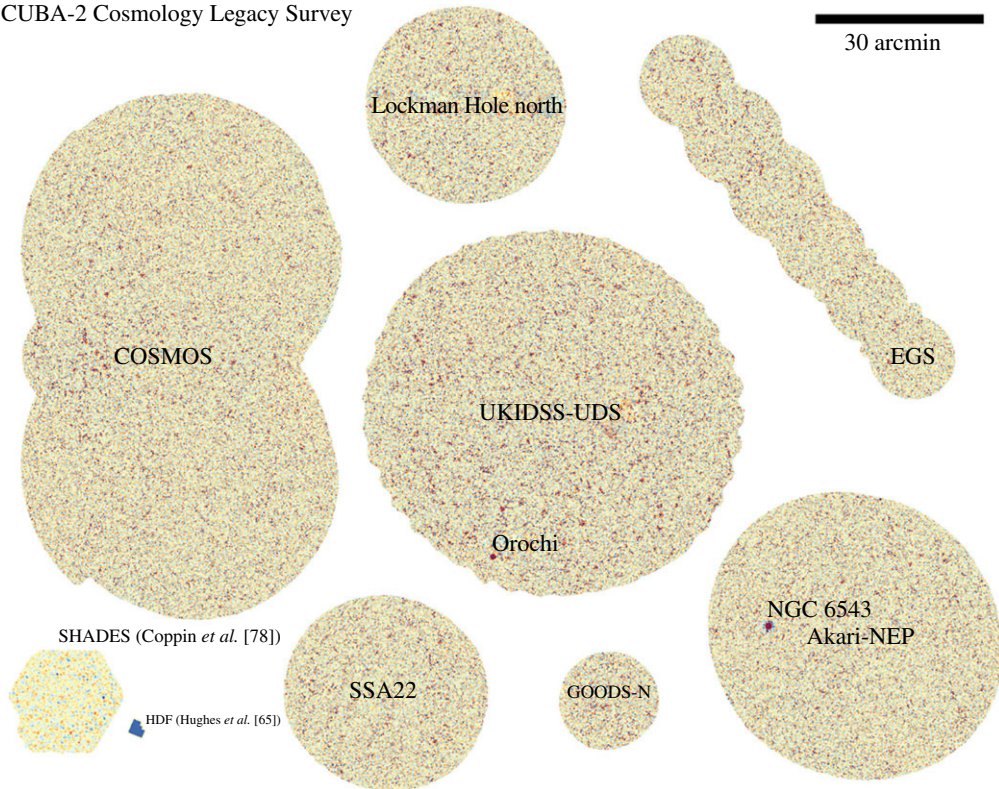 CUBA-2 Cosmology Legacy Survey
30 arcmin
Lockman Hole north
COSMOS
EGS
UKIDSS-UDS
Orochi
NGC 6543
Akari-NEP
SHADES (Coppin et al. [78])
SSA22
GOODS-N
HDF (Hughes et al. [65])